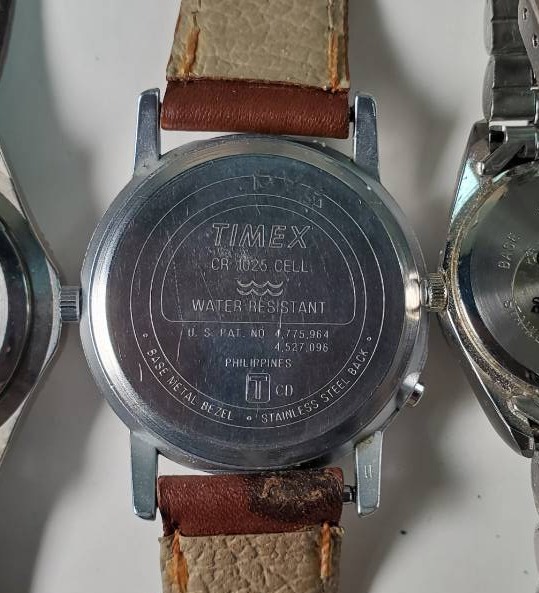 TIMEX
CR 1025 CELL
WATER RESISTANT
U. S. PAT. NO 4,775,964
4,527,096
PHILIPPINES
T CD
• BASE METAL BEZEL • STAINLESS STEEL BACK •
BACK